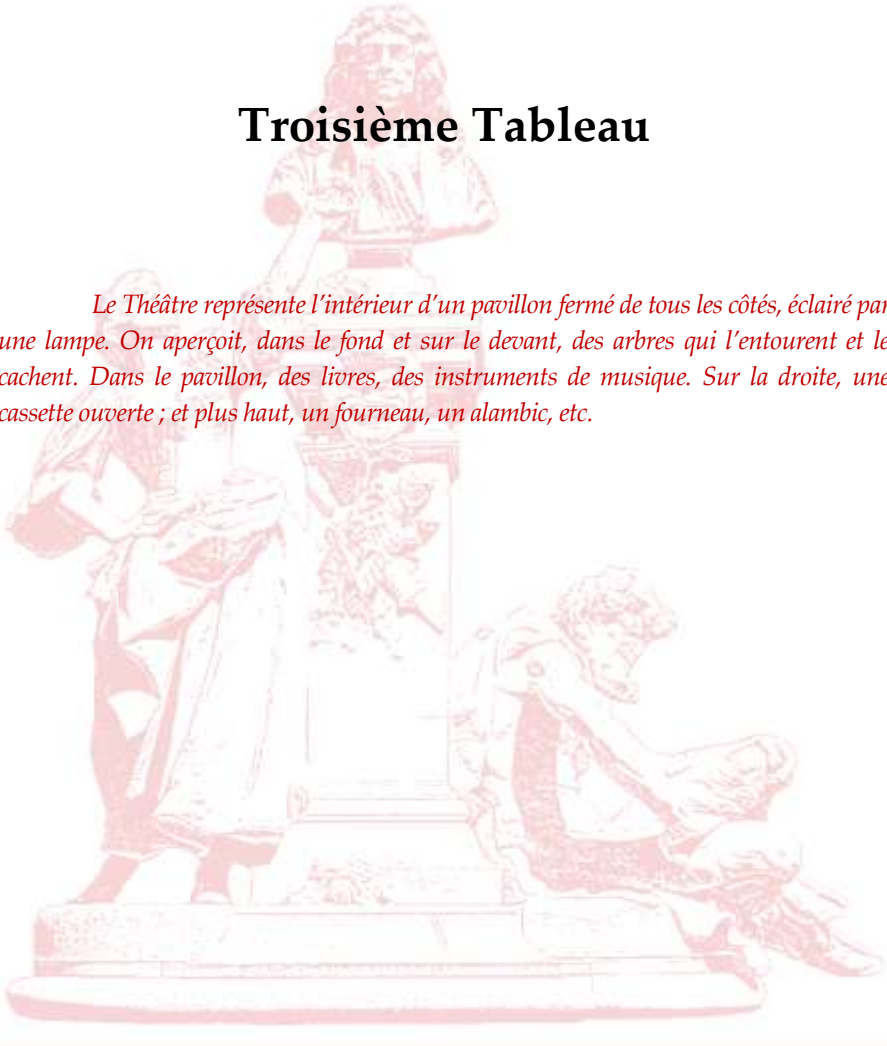 Troisième Tableau
Le Théâtre représente l’intérieur d’un pavillon fermé de tous les côtés, éclairé par
une lampe. On aperçoit, dans le fond et sur le devant, des arbres qui l’entourent et le
cachent. Dans le pavillon, des livres, des instruments de musique. Sur la droite, une
cassette ouverte ; et plus haut, un fourneau, un alambic, etc.